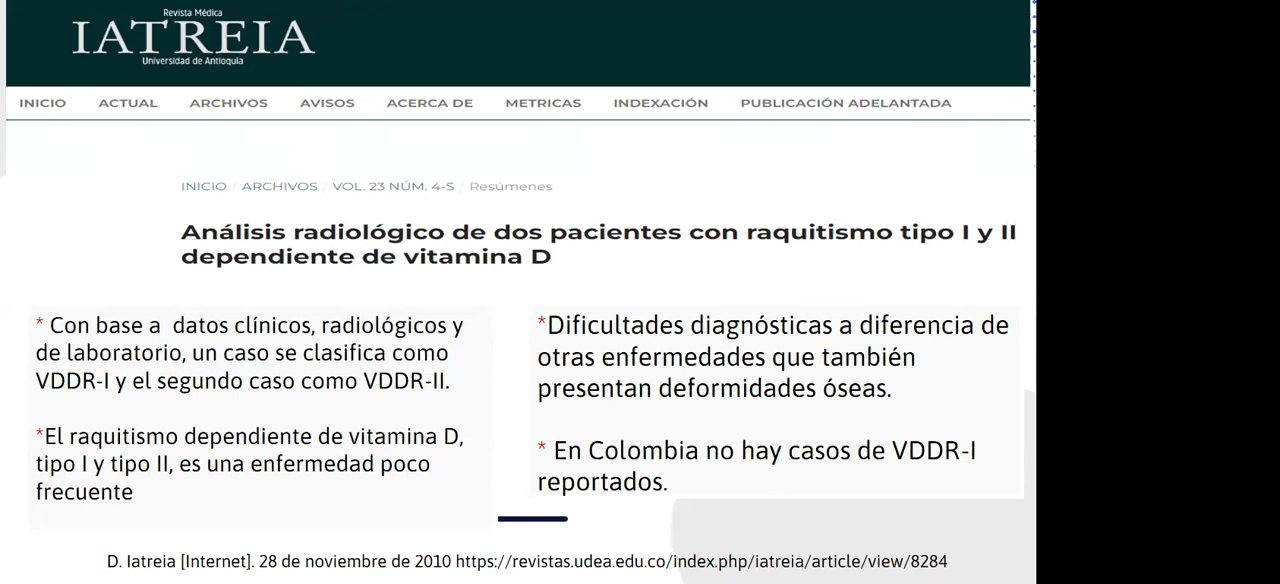 Revista Médica
IATREIA
Universidad de Antioquia
INICIO ACTUAL ARCHIVOS AVISOS ACERCA DE METRICAS INDEXACIÓN PUBLICACIÓN ADELANTADA
INICIO / ARCHIVOS / VOL. 23 NÚM. 4-S / Resúmenes
Análisis radiológico de dos pacientes con raquitismo tipo I y II
dependiente de vitamina D
* Con base a datos clínicos, radiológicos y
de laboratorio, un caso se clasifica como
VDDR-I y el segundo caso como VDDR-II.
*El raquitismo dependiente de vitamina D,
tipo I y tipo II, es una enfermedad poco
frecuente
*Dificultades diagnósticas a diferencia de
otras enfermedades que también
presentan deformidades óseas.
* En Colombia no hay casos de VDDR-I
reportados.
D. Iatreia [Internet]. 28 de noviembre de 2010 https://revistas.udea.edu.co/index.php/iatreia/article/view/8284